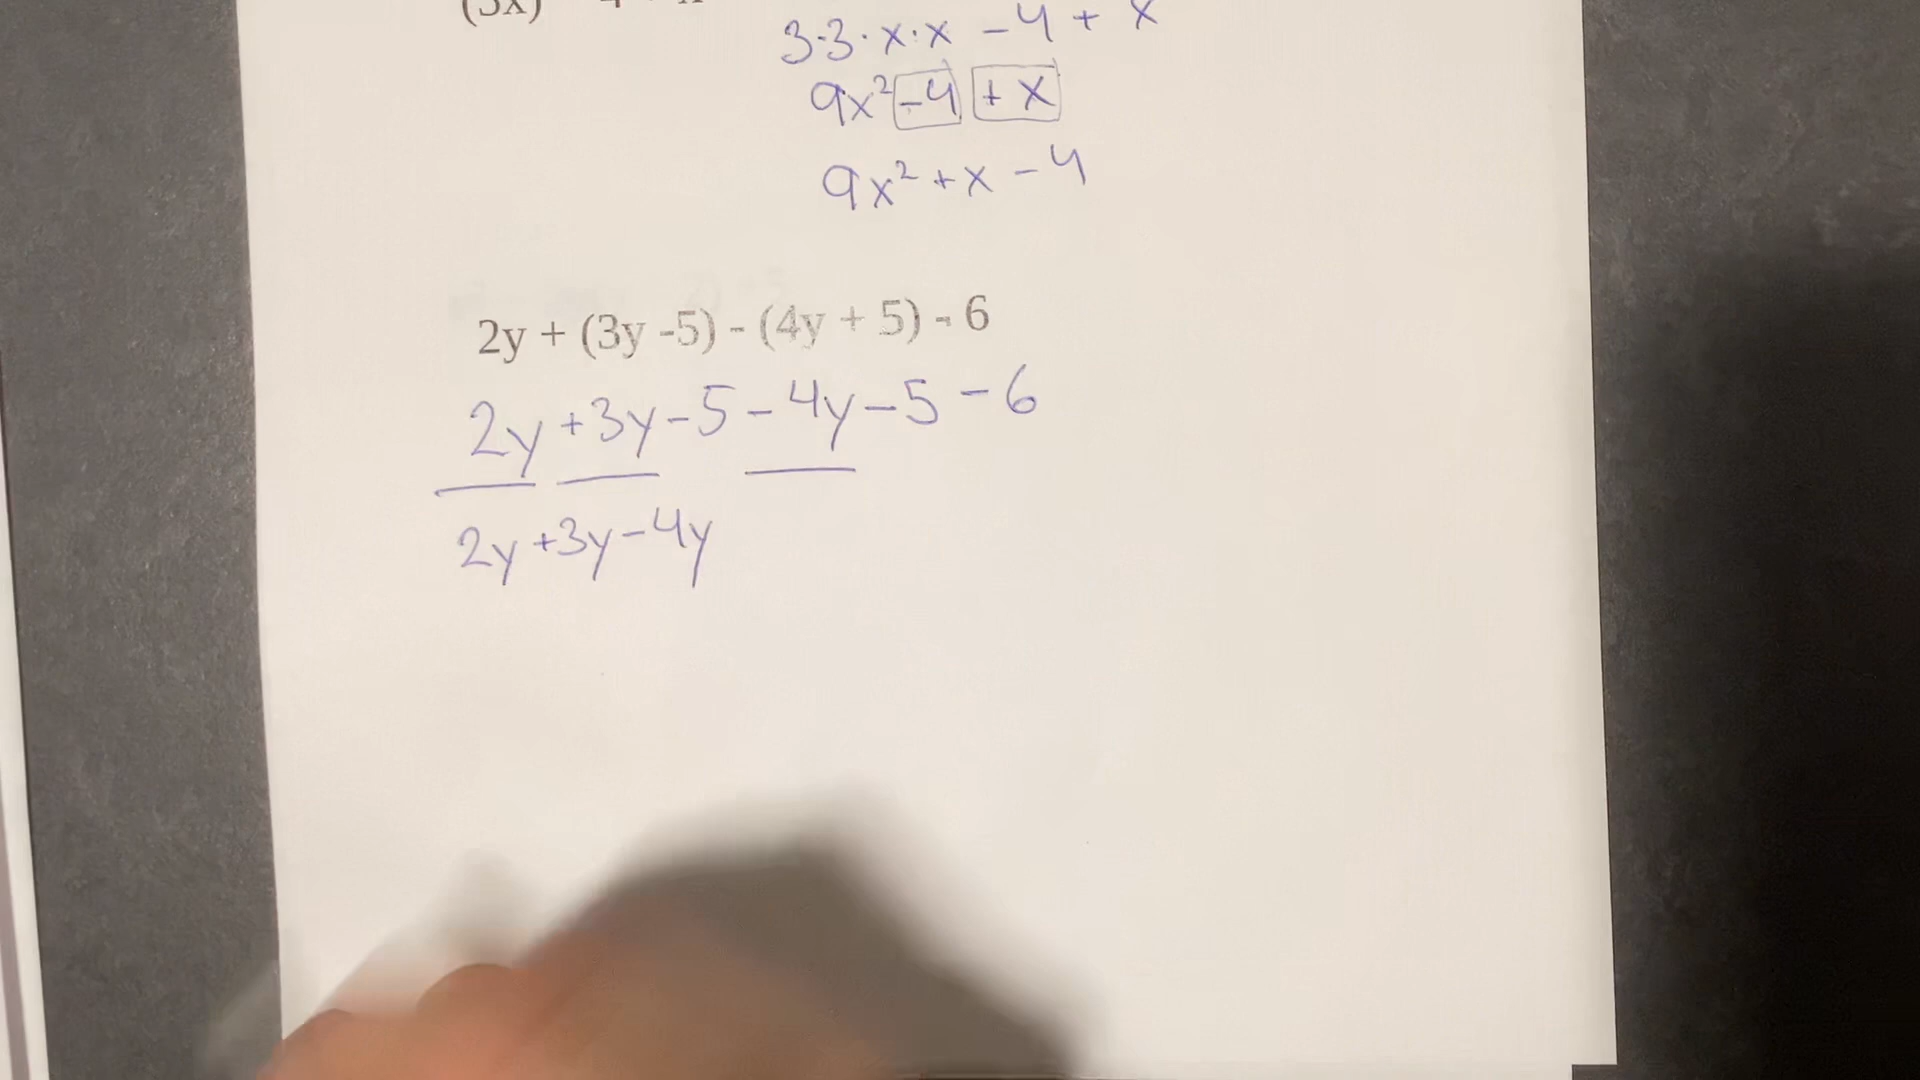 (3x)
3·3·x·x - 4 + x
9x² - 4 + x
9x² + x - 4
2y + (3y -5) - (4y + 5) - 6
2y + 3y - 5 - 4y - 5 - 6
2y + 3y - 4y